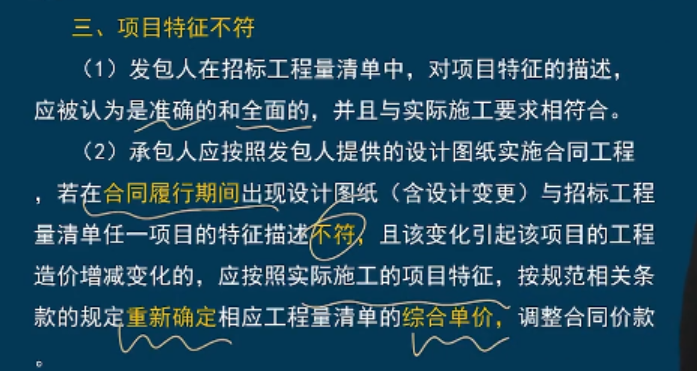 三、项目特征不符
（1）发包人在招标工程量清单中，对项目特征的描述，
应被认为是准确的和全面的，并且与实际施工要求相符合。
（2）承包人应按照发包人提供的设计图纸实施合同工程
，若在合同履行期间出现设计图纸（含设计变更）与招标工程
量清单任一项目的特征描述不符，且该变化引起该项目的工程
造价增减变化的，应按照实际施工的项目特征，按规范相关条
款的规定重新确定相应工程量清单的综合单价，调整合同价款
。